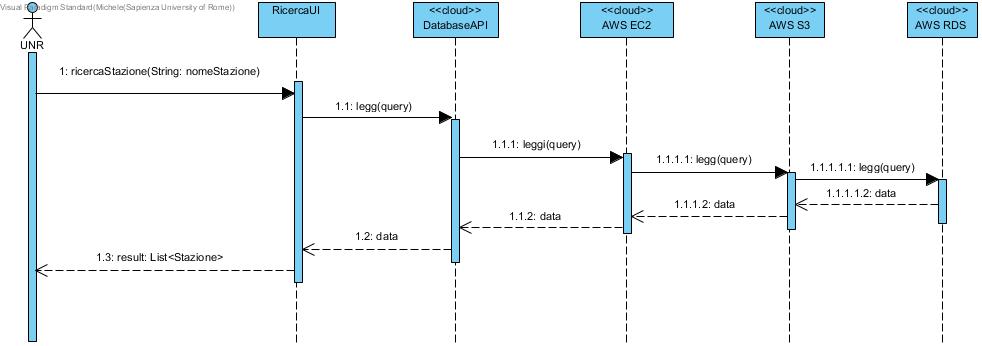 Visual Paradigm Standard(Michele(Sapienza University of Rome))
UNR
RicercaUI
<<cloud>>
DatabaseAPI
<<cloud>>
AWS EC2
<<cloud>>
AWS S3
<<cloud>>
AWS RDS
1: ricercaStazione(String: nomeStazione)
1.1: legg(query)
1.1.1: leggi(query)
1.1.1.1: legg(query)
1.1.1.1.1: legg(query)
1.1.1.1.2: data
1.1.1.2: data
1.1.2: data
1.2: data
1.3: result: List<Stazione>